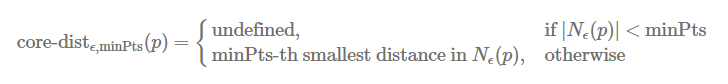 core-dist_{ϵ,minPts}(p) = { undefined, if |N_ϵ(p)| < minPts
minPts-th smallest distance in N_ϵ(p), otherwise